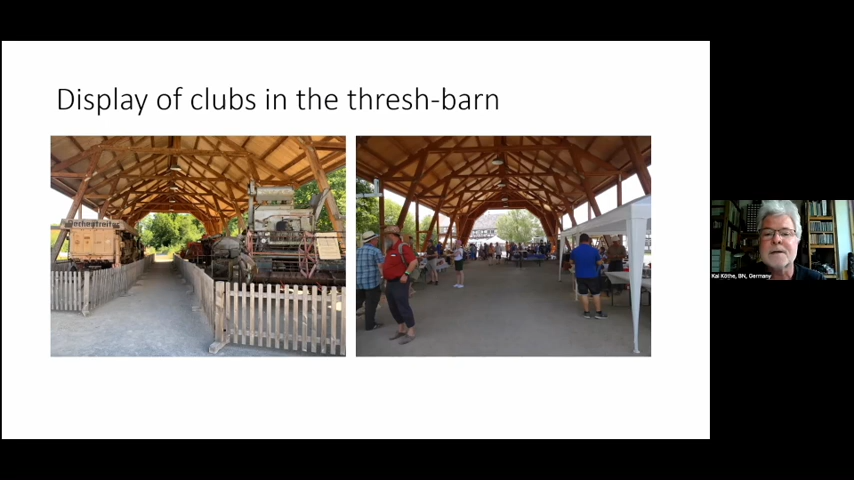 Display of clubs in the thresh-barn
Kai Köthe, BN, Germany